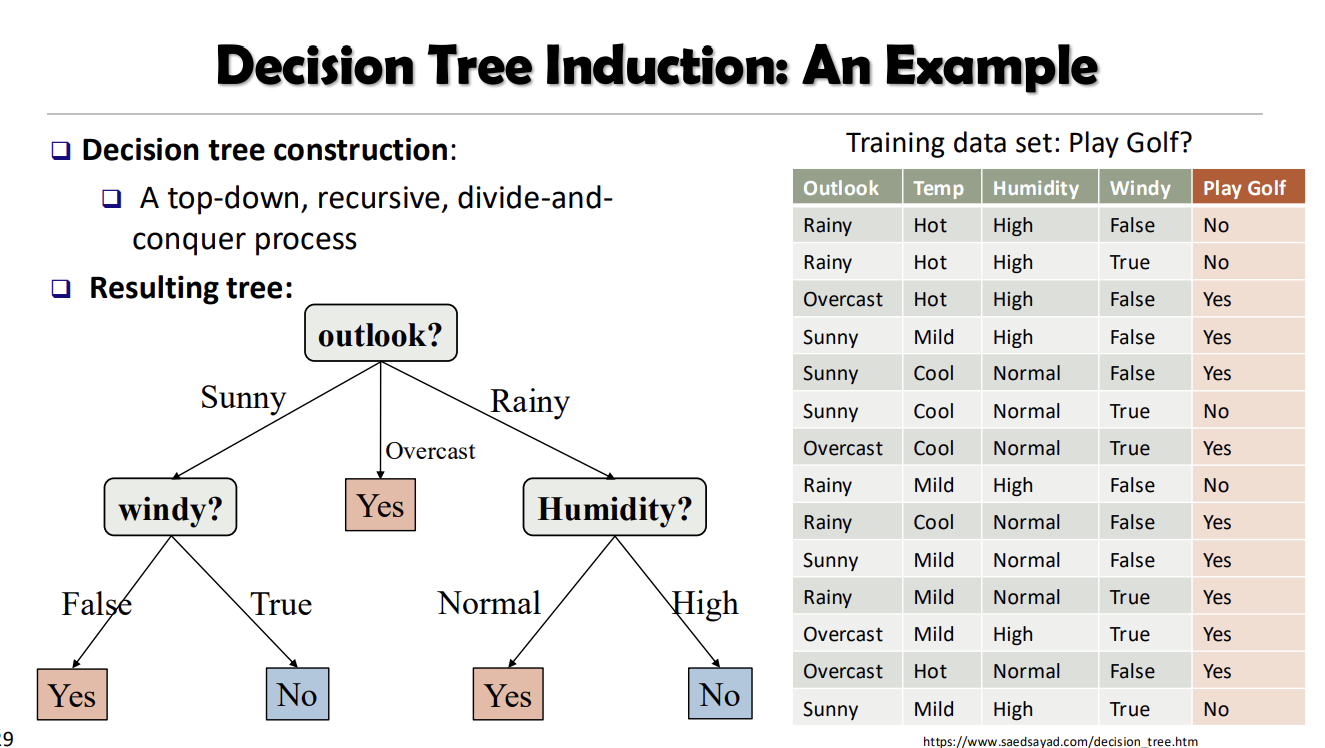 Decision Tree Induction: An Example
Decision tree construction:
A top-down, recursive, divide-and-
conquer process
Resulting tree:
outlook?
Sunny
Rainy
Overcast
windy?
Yes
Humidity?
False
True
Normal
High
Yes
No
Yes
No
Training data set: Play Golf?
Outlook Temp Humidity Windy Play Golf
Rainy Hot High False No
Rainy Hot High True No
Overcast Hot High False Yes
Sunny Mild High False Yes
Sunny Cool Normal False Yes
Sunny Cool Normal True No
Overcast Cool Normal True Yes
Rainy Mild High False No
Rainy Cool Normal False Yes
Sunny Mild Normal False Yes
Rainy Mild Normal True Yes
Overcast Mild High True Yes
Overcast Hot Normal False Yes
Sunny Mild High True No
https://www.saedsayad.com/decision_tree.htm